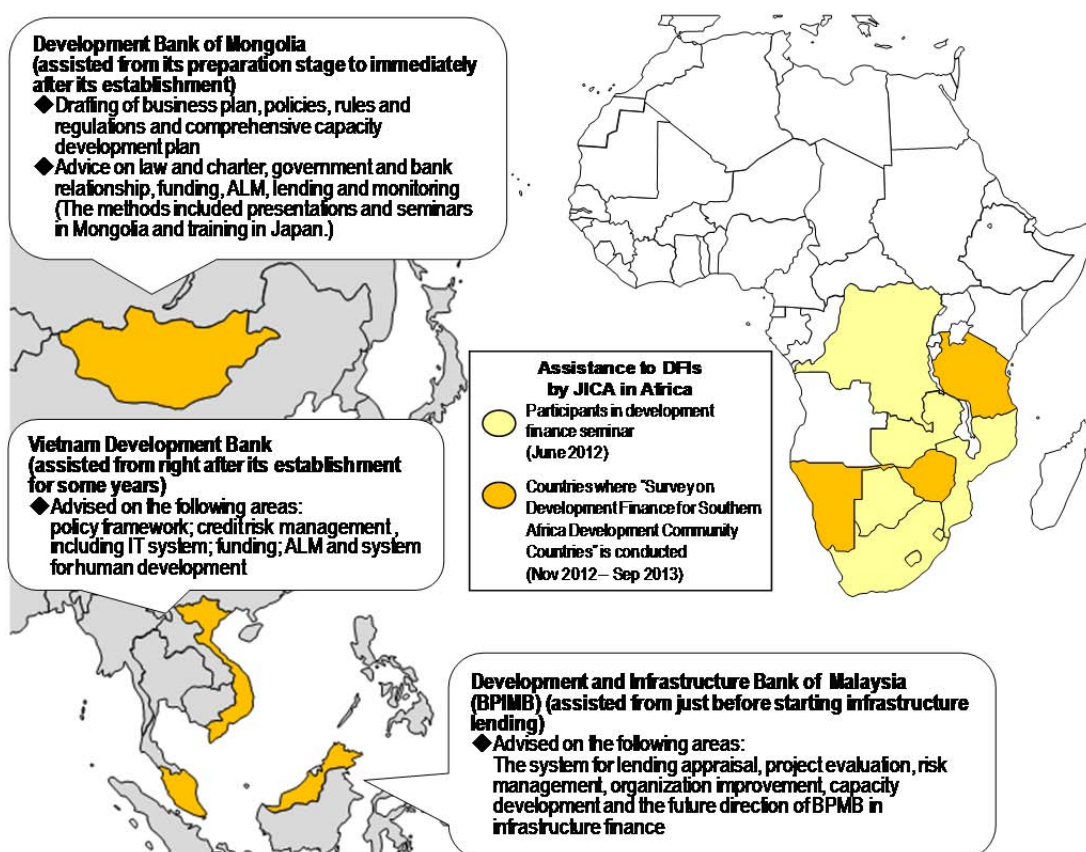 Development Bank of Mongolia
(assisted from its preparation stage to immediately
after its establishment)
◆Drafting of business plan, policies, rules and
regulations and comprehensive capacity
development plan
◆Advice on law and charter, government and bank
relationship, funding, ALM, lending and monitoring
(The methods included presentations and seminars
in Mongolia and training in Japan.)
Vietnam Development Bank
(assisted from right after its establishment
for some years)
◆Advised on the following areas:
policy framework; credit risk management ,
including IT system; funding; ALM and system
for human development
Assistance to DFIs
by JICA in Africa
Participants in development
finance seminar
(June 2012)
Countries where "Survey on
Development Finance for Southern
Africa Development Community
Countries" is conducted
(Nov 2012 – Sep 2013)
Development and Infrastructure Bank of Malaysia
(BPIMB) (assisted from just before starting infrastructure
lending)
◆Advised on the following areas:
The system for lending appraisal, project evaluation, risk
management, organization improvement, capacity
development and the future direction of BPMB in
infrastructure finance